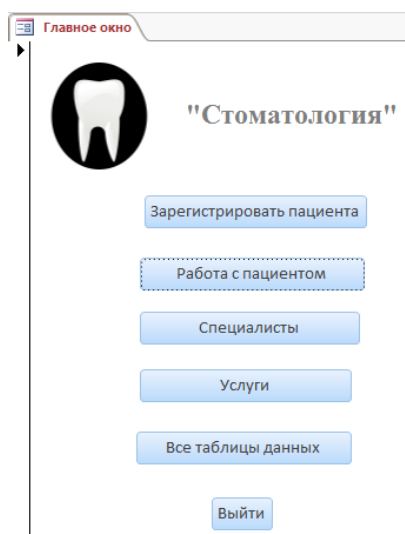 Главное окно
"Стоматология"
Зарегистрировать пациента
Работа с пациентом
Специалисты
Услуги
Все таблицы данных
Выйти